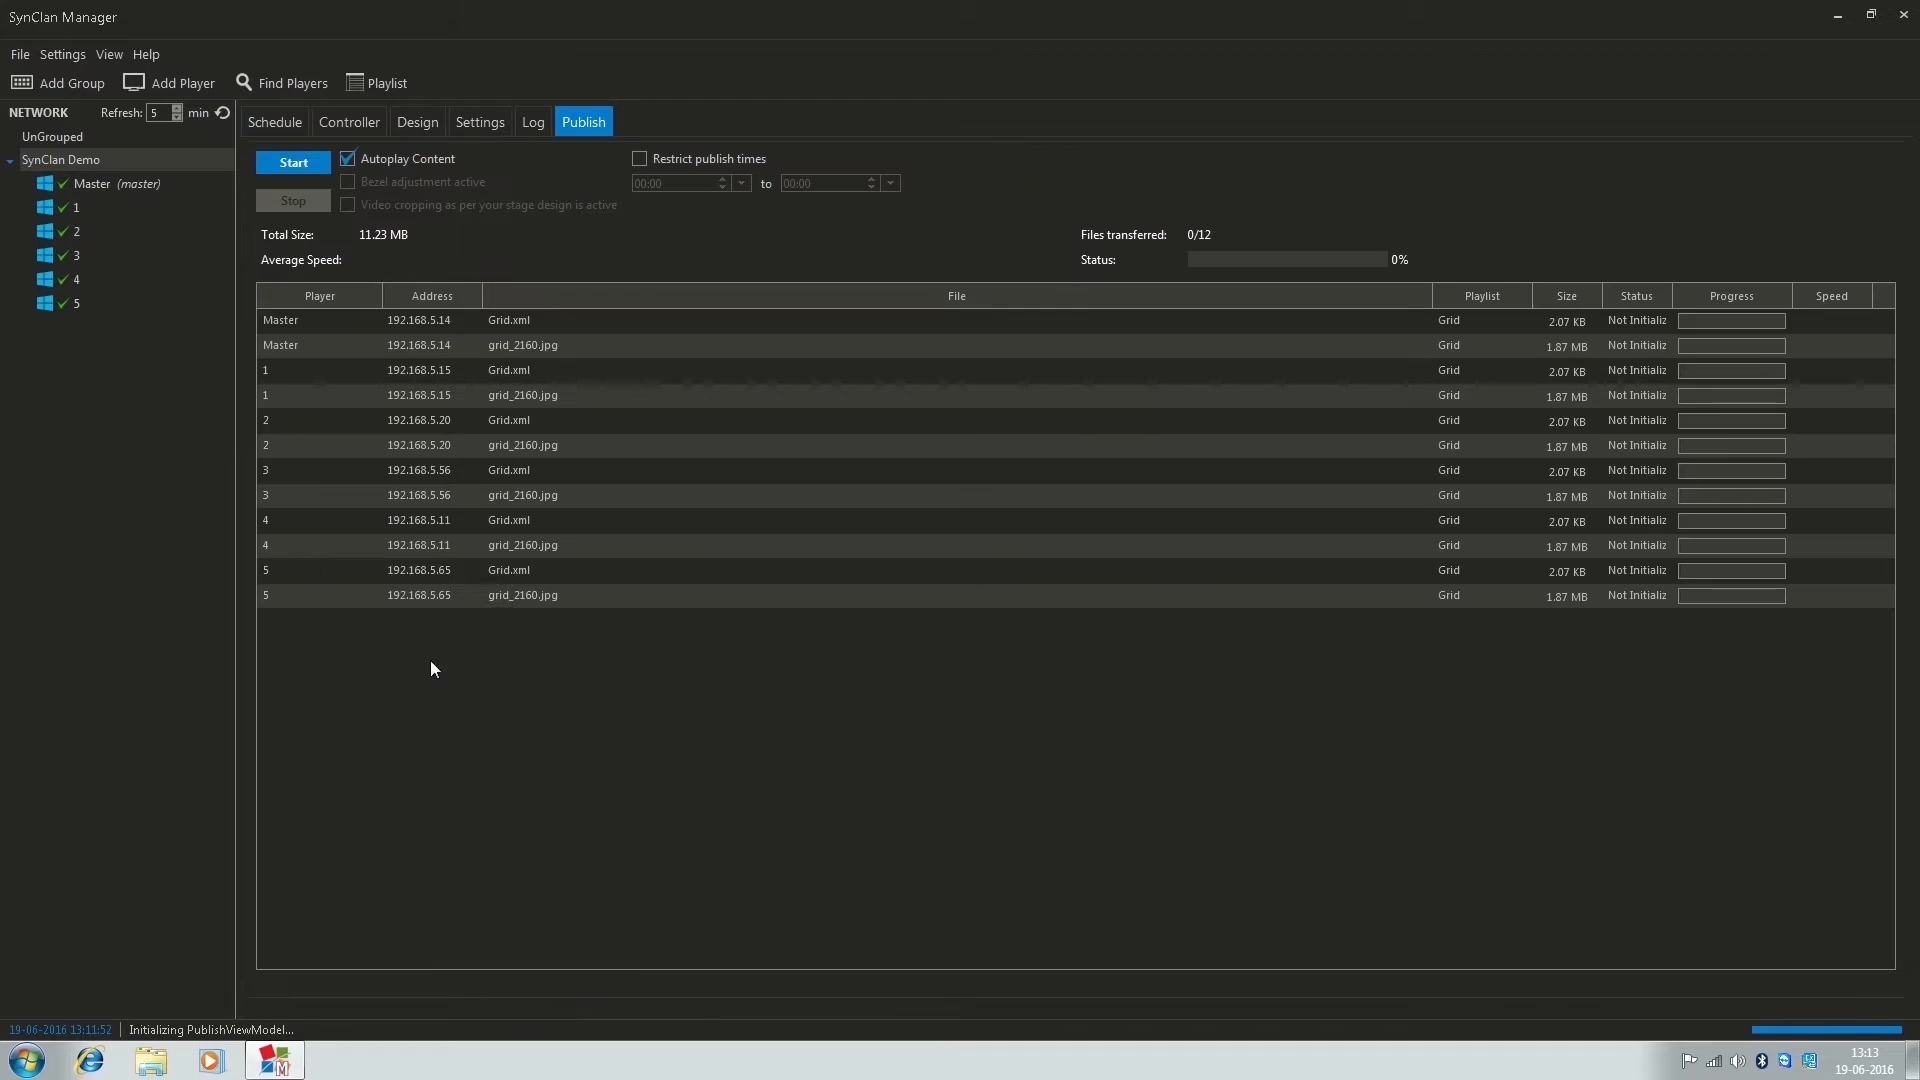 SynClan Manager
File Settings View Help
Add Group Add Player Find Players Playlist
NETWORK Refresh: 5 min
UnGrouped
SynClan Demo
Master (master)
1
2
3
4
5
Schedule Controller Design Settings Log Publish
Start
Autoplay Content
Restrict publish times
Bezel adjustment active
00:00 to 00:00
Stop
Video cropping as per your stage design is active
Total Size: 11.23 MB
Files transferred: 0/12
Average Speed:
Status: 0%
Player Address File Playlist Size Status Progress Speed
Master 192.168.5.14 Grid.xml Grid 2.07 KB Not Initializ
Master 192.168.5.14 grid_2160.jpg Grid 1.87 MB Not Initializ
1 192.168.5.15 Grid.xml Grid 2.07 KB Not Initializ
1 192.168.5.15 grid_2160.jpg Grid 1.87 MB Not Initializ
2 192.168.5.20 Grid.xml Grid 2.07 KB Not Initializ
2 192.168.5.20 grid_2160.jpg Grid 1.87 MB Not Initializ
3 192.168.5.56 Grid.xml Grid 2.07 KB Not Initializ
3 192.168.5.56 grid_2160.jpg Grid 1.87 MB Not Initializ
4 192.168.5.11 Grid.xml Grid 2.07 KB Not Initializ
4 192.168.5.11 grid_2160.jpg Grid 1.87 MB Not Initializ
5 192.168.5.65 Grid.xml Grid 2.07 KB Not Initializ
5 192.168.5.65 grid_2160.jpg Grid 1.87 MB Not Initializ
19-06-2016 13:11:52 Initializing PublishViewModel...
M
13:13
19-06-2016